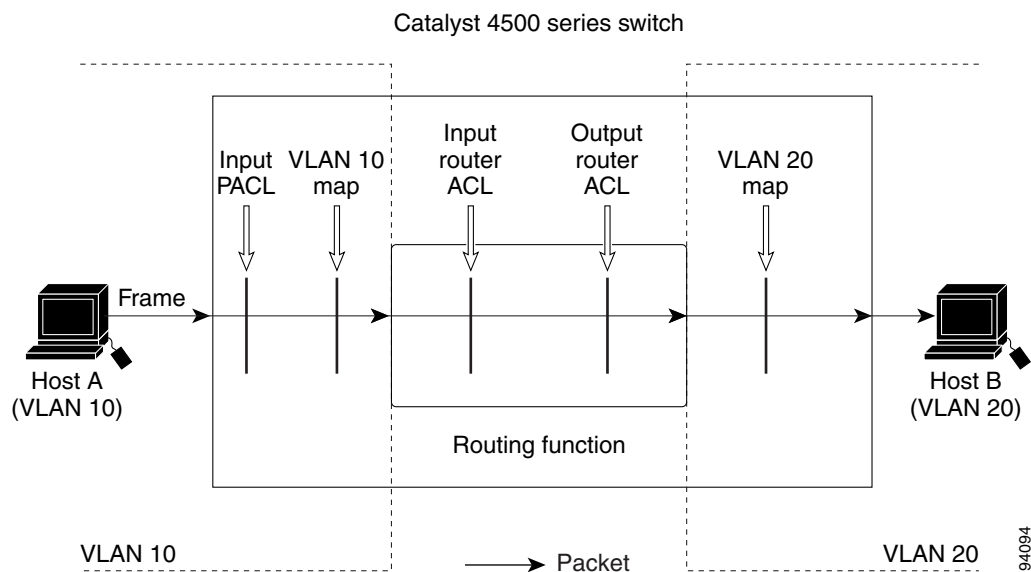 Catalyst 4500 series switch
Input
PACL
VLAN 10
map
Input
router
ACL
Output
router
ACL
VLAN 20
map
Frame
Host A
(VLAN 10)
Host B
(VLAN 20)
Routing function
VLAN 10
Packet
VLAN 20
94094